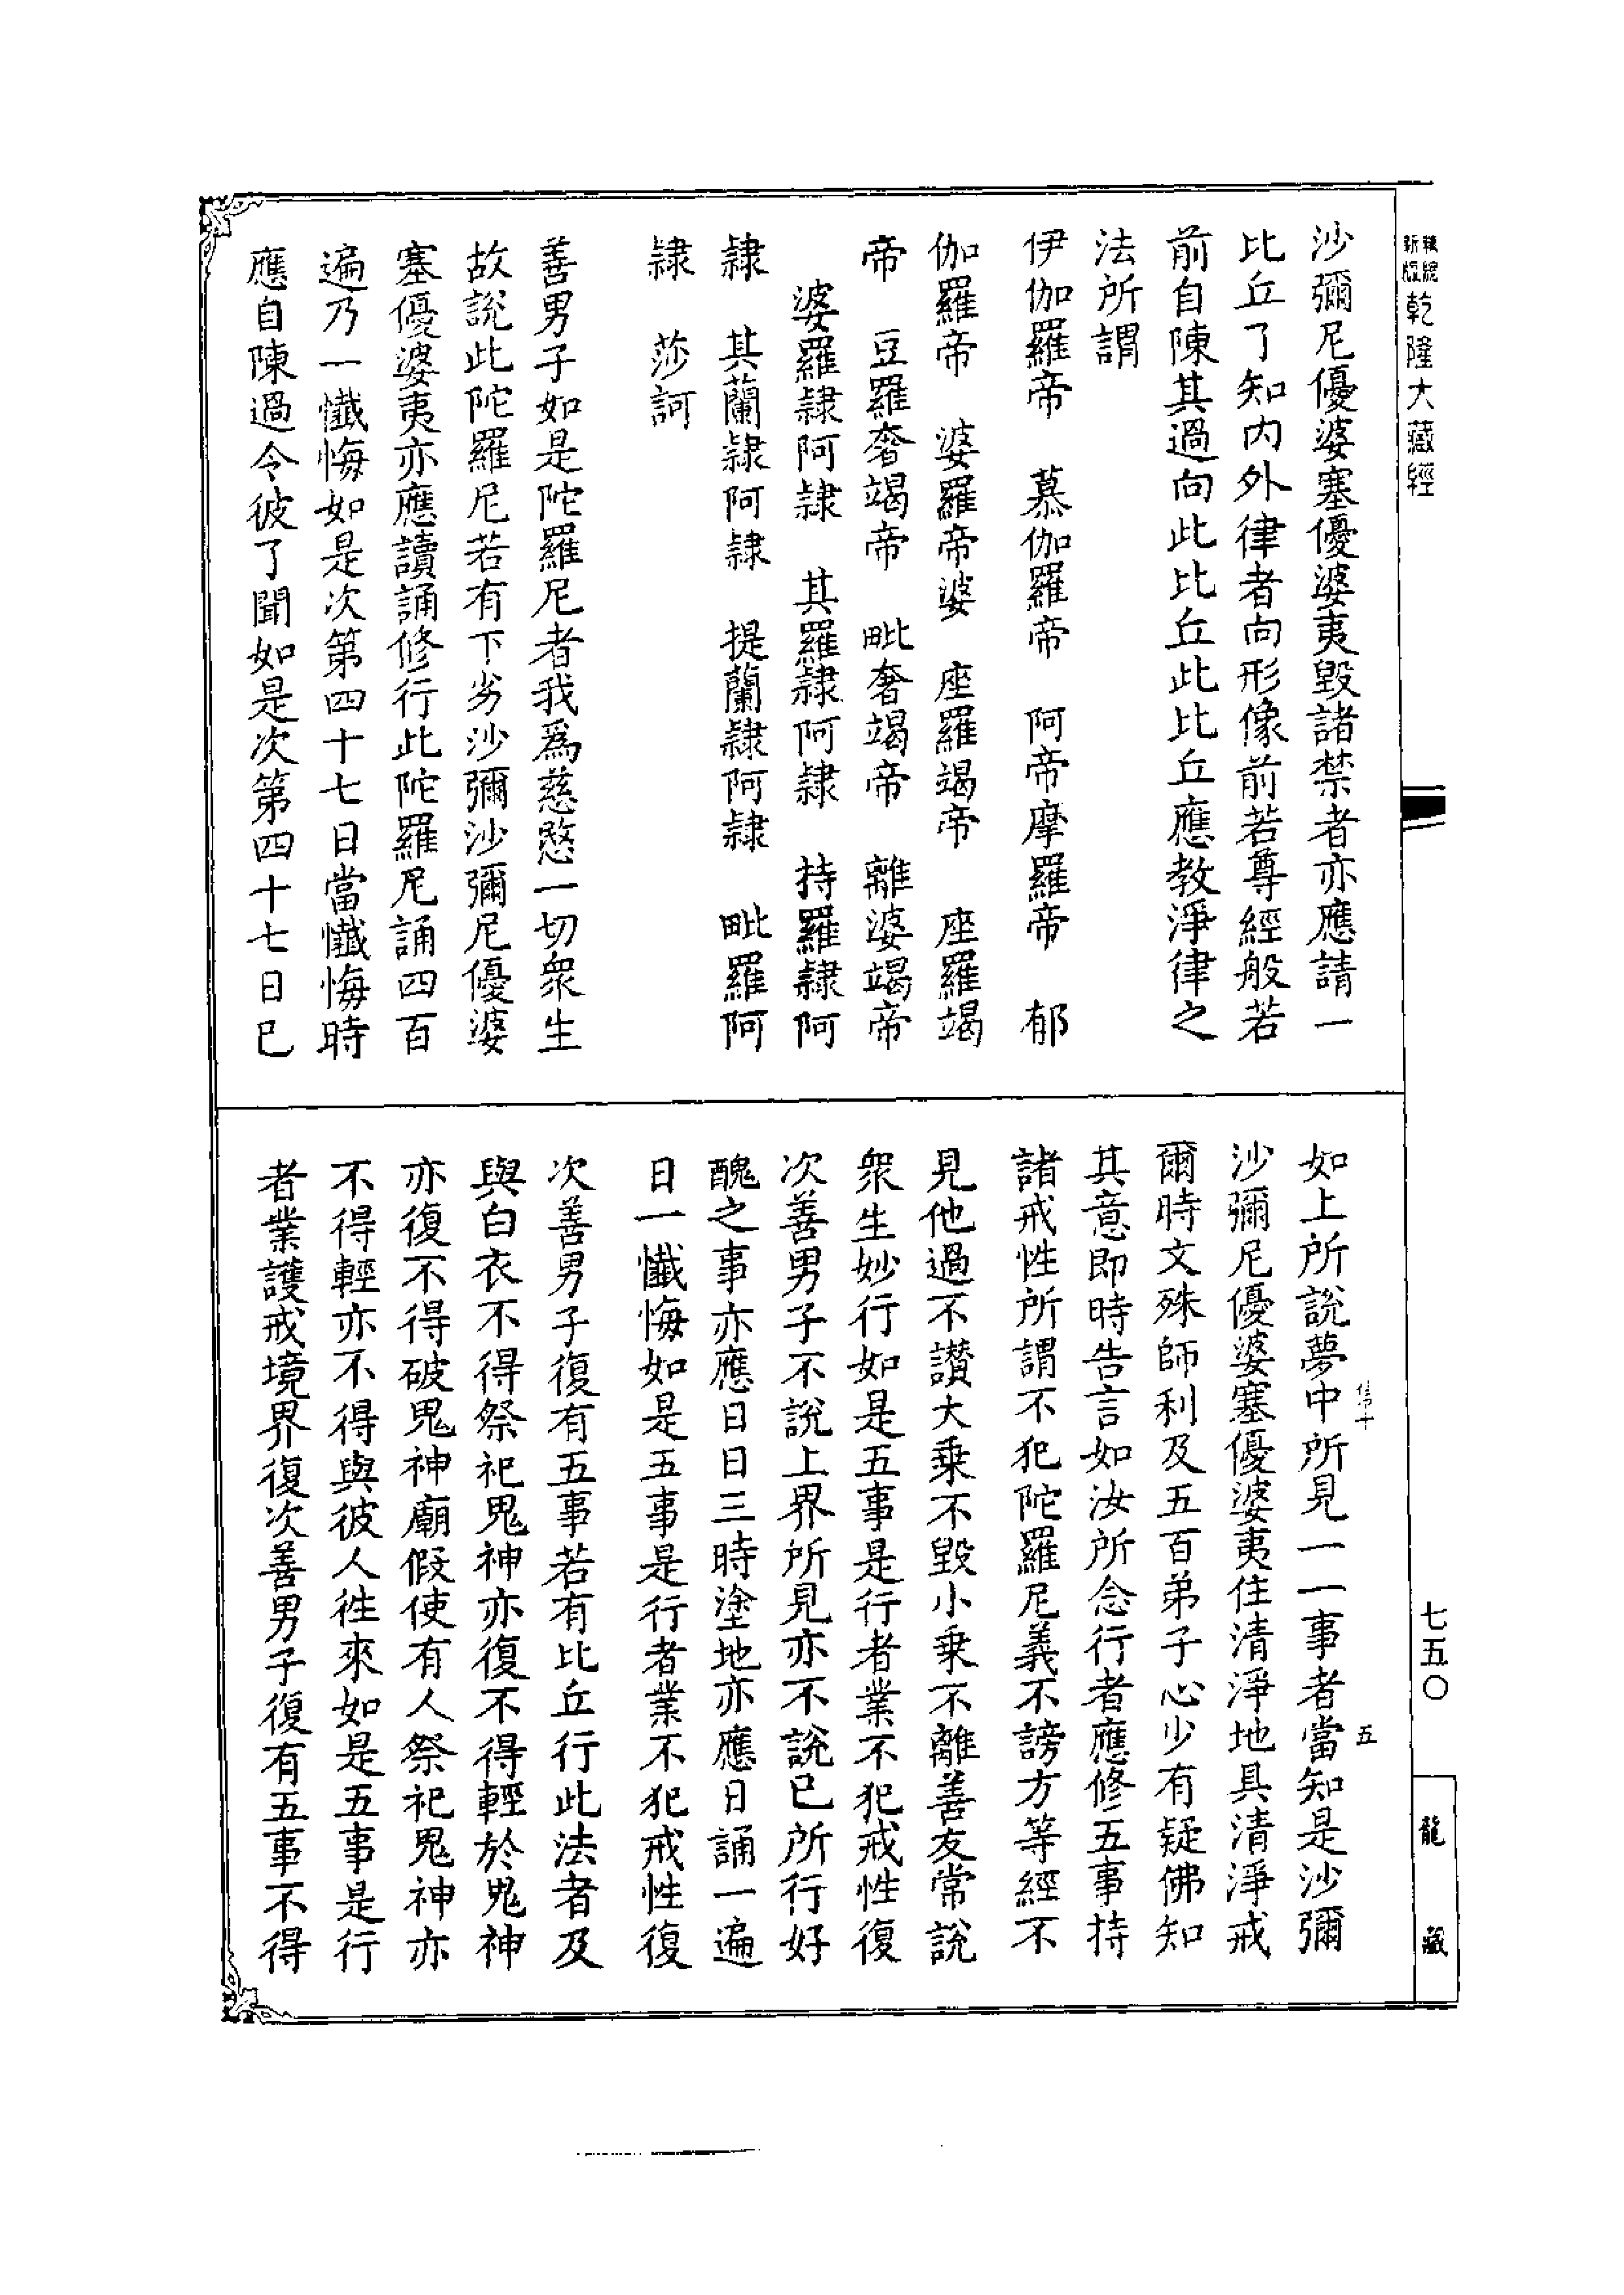 新版
精縮
乾隆大藏經
沙彌尼優婆塞優婆夷毀諸禁者亦應請一
比丘了知內外律者向形像前若尊經般若
前自陳其過向此比丘此比丘應教淨律之
法所謂
伊伽羅帝　慕伽羅帝　阿帝摩羅帝　郁
伽羅帝　婆羅帝婆　座羅竭帝　座羅竭
帝　豆羅奢竭帝　毗奢竭帝　離婆竭帝
婆羅隸阿隸　其羅隸阿隸　持羅隸阿
隸　其蘭隸阿隸　提蘭隸阿隸　毗羅阿
隸　莎訶
善男子如是陀羅尼者我為慈愍一切眾生
故說此陀羅尼若有下劣沙彌沙彌尼優婆
塞優婆夷亦應讀誦修行此陀羅尼誦四百
遍乃一懺悔如是次第四十七日當懺悔時
應自陳過令彼了聞如是次第四十七日已
如上所說夢中所見一一事者當知是沙彌
沙彌尼優婆塞優婆夷住清淨地具清淨戒
爾時文殊師利及五百弟子心少有疑佛知
其意即時告言如汝所念行者應修五事持
諸戒性所謂不犯陀羅尼義不謗方等經不
見他過不讚大乘不毀小乘不離善友常說
眾生妙行如是五事是行者業不犯戒性復
次善男子不說上界所見亦不說已所行好
醜之事亦應日日三時塗地亦應日誦一遍
日一懺悔如是五事是行者業不犯戒性復
次善男子復有五事若有比丘行此法者及
與白衣不得祭祀鬼神亦復不得輕於鬼神
亦復不得破鬼神廟假使有人祭祀鬼神亦
不得輕亦不得與彼人往來如是五事是行
者業護戒境界復次善男子復有五事不得
五
七五〇
龍藏